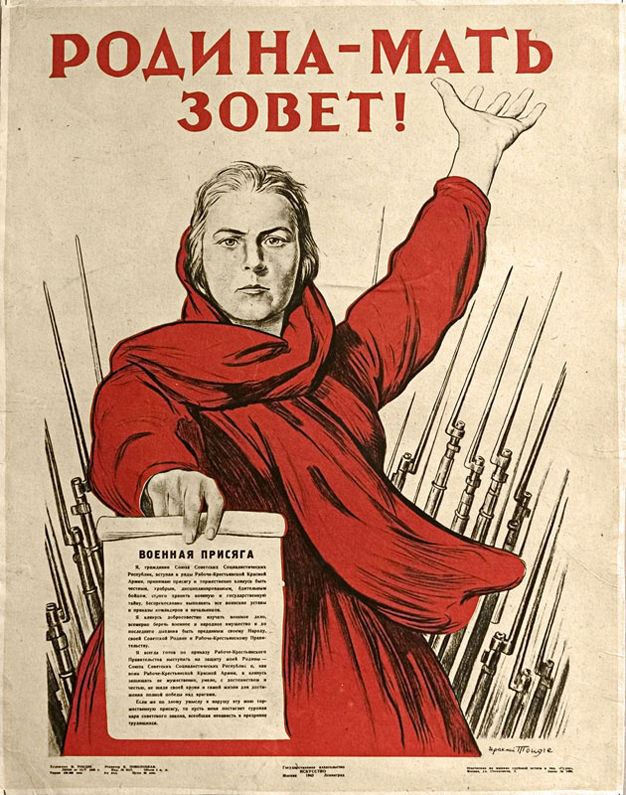 РОДИНА-МАТЬ
ЗОВЕТ!
ВОЕННАЯ ПРИСЯГА
Я, гражданин Союза Советских Социалистических
Республик, вступая в ряды Рабоче-Крестьянской Красной
Армии, принимаю присягу и торжественно клянусь быть
честным, храбрым, дисциплинированным, бдительным
бойцом, строго хранить военную и государственную
тайну, беспрекословно выполнять все воинские уставы
и приказы командиров и начальников.
Я клянусь добросовестно изучать военное дело,
всемерно беречь военное и народное имущество и до
последнего дыхания быть преданным своему Народу,
своей Советской Родине и Рабоче-Крестьянскому Прави-
тельству.
Я всегда готов по приказу Рабоче-Крестьянского
Правительства выступить на защиту моей Родины —
Союза Советских Социалистических Республик и, как
воин Рабоче-Крестьянской Красной Армии, я клянусь
защищать ее мужественно, умело, с достоинством и
честью, не щадя своей крови и самой жизни для дости-
жения полной победы над врагами.
Если же по злому умыслу я нарушу эту мою тор-
жественную присягу, то пусть меня постигнет суровая
кара советского закона, всеобщая ненависть и презрение
трудящихся.
Ираклий Тоидзе
Государственное издательство
ИСКУССТВО
Москва Ленинград